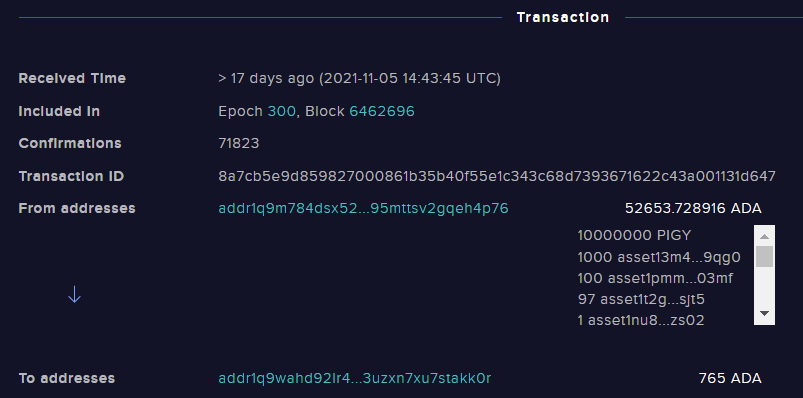 Transaction
Received Time > 17 days ago (2021-11-05 14:43:45 UTC)
Included In Epoch 300, Block 6462696
Confirmations 71823
Transaction ID 8a7cb5e9d859827000861b35b40f55e1c343c68d7393671622c43a001131d647
From addresses addr1q9m784dsx52...95mttsv2gqeh4p76 52653.728916 ADA
10000000 PIGY
1000 asset13m4...9qg0
100 asset1pmm...03mf
97 asset1t2g...sjt5
1 asset1nu8...zs02
To addresses addr1q9wahd92lr4...3uzxn7xu7stakk0r 765 ADA